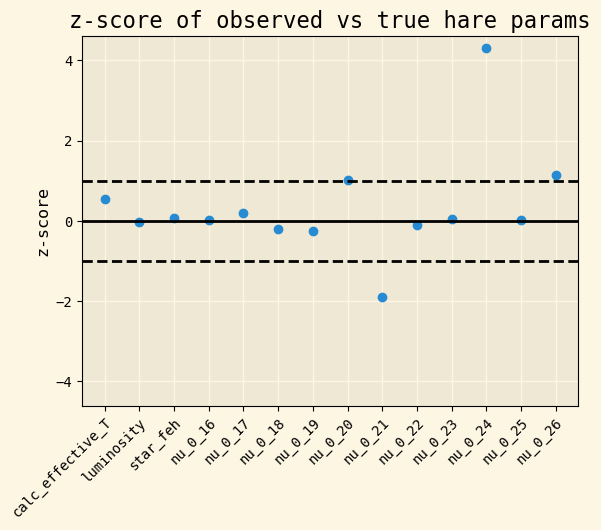 z-score of observed vs true hare params
z-score
4
2
0
−2
−4
calc_effective_T
luminosity
star_feh
nu_0_16
nu_0_17
nu_0_18
nu_0_19
nu_0_20
nu_0_21
nu_0_22
nu_0_23
nu_0_24
nu_0_25
nu_0_26